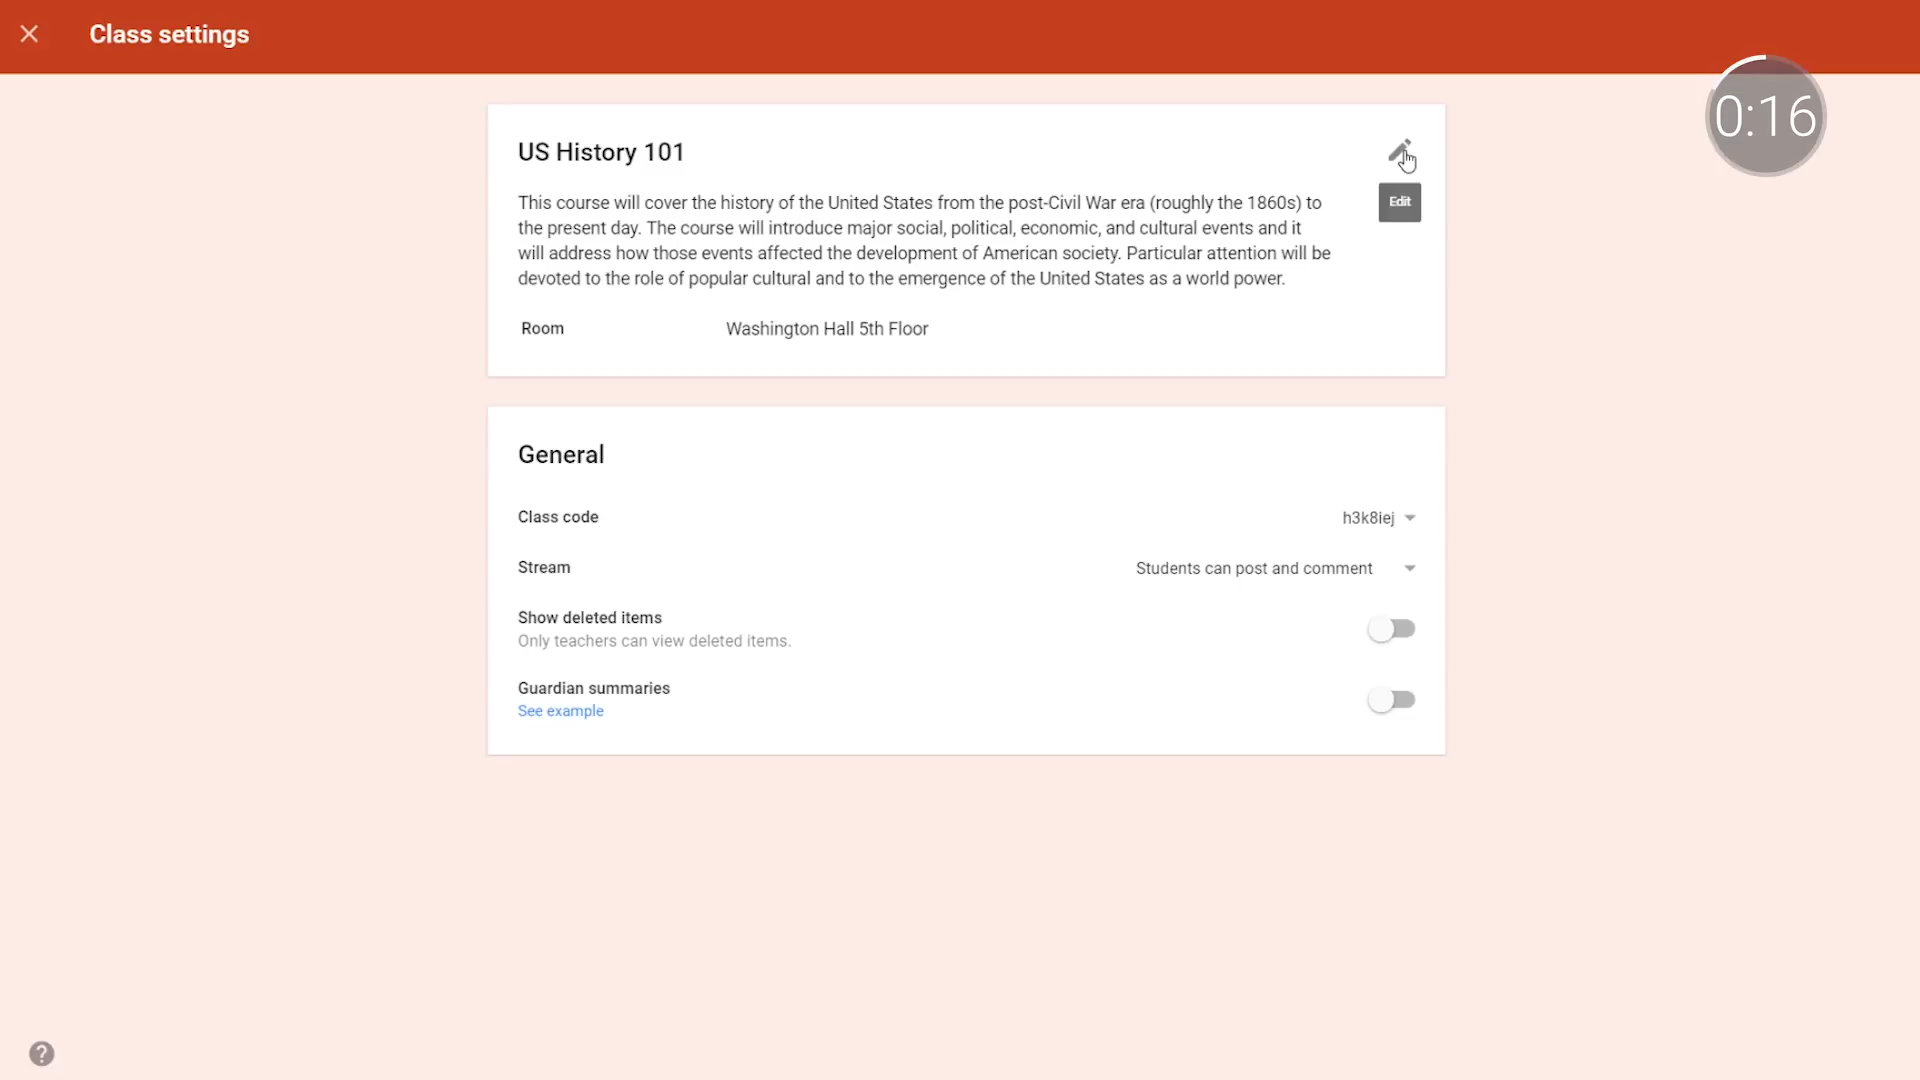 Class settings
0:16
US History 101
Edit
This course will cover the history of the United States from the post-Civil War era (roughly the 1860s) to
the present day. The course will introduce major social, political, economic, and cultural events and it
will address how those events affected the development of American society. Particular attention will be
devoted to the role of popular cultural and to the emergence of the United States as a world power.
Room Washington Hall 5th Floor
General
Class code h3k8iej
Stream Students can post and comment
Show deleted items
Only teachers can view deleted items.
Guardian summaries
See example
?